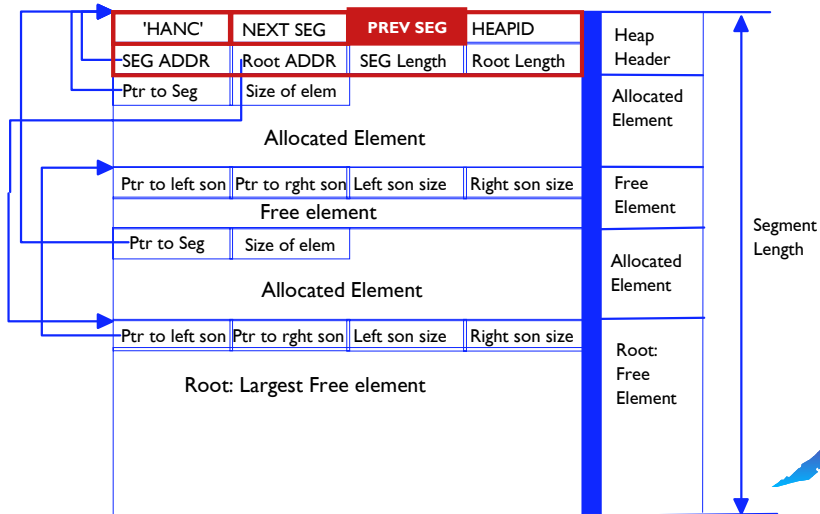 'HANC' NEXT SEG PREV SEG HEAPID
SEG ADDR Root ADDR SEG Length Root Length
Heap
Header
Ptr to Seg Size of elem
Allocated Element
Allocated
Element
Ptr to left son Ptr to rght son Left son size Right son size
Free element
Free
Element
Ptr to Seg Size of elem
Allocated Element
Allocated
Element
Segment
Length
Ptr to left son Ptr to rght son Left son size Right son size
Root: Largest Free element
Root:
Free
Element